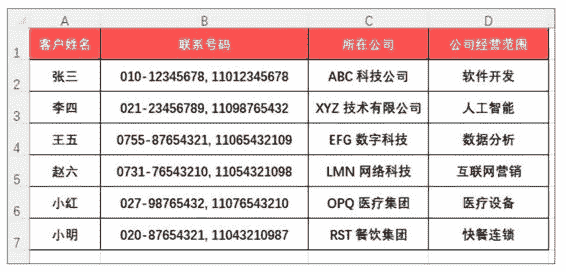 A B C D
1 客户姓名 联系号码 所在公司 公司经营范围
2 张三 010-12345678, 11012345678 ABC 科技公司 软件开发
3 李四 021-23456789, 11098765432 XYZ 技术有限公司 人工智能
4 王五 0755-87654321, 11065432109 EFG 数字科技 数据分析
5 赵六 0731-76543210, 11054321098 LMN 网络科技 互联网营销
6 小红 027-98765432, 11076543210 OPQ 医疗集团 医疗设备
7 小明 020-87654321, 11043210987 RST 餐饮集团 快餐连锁